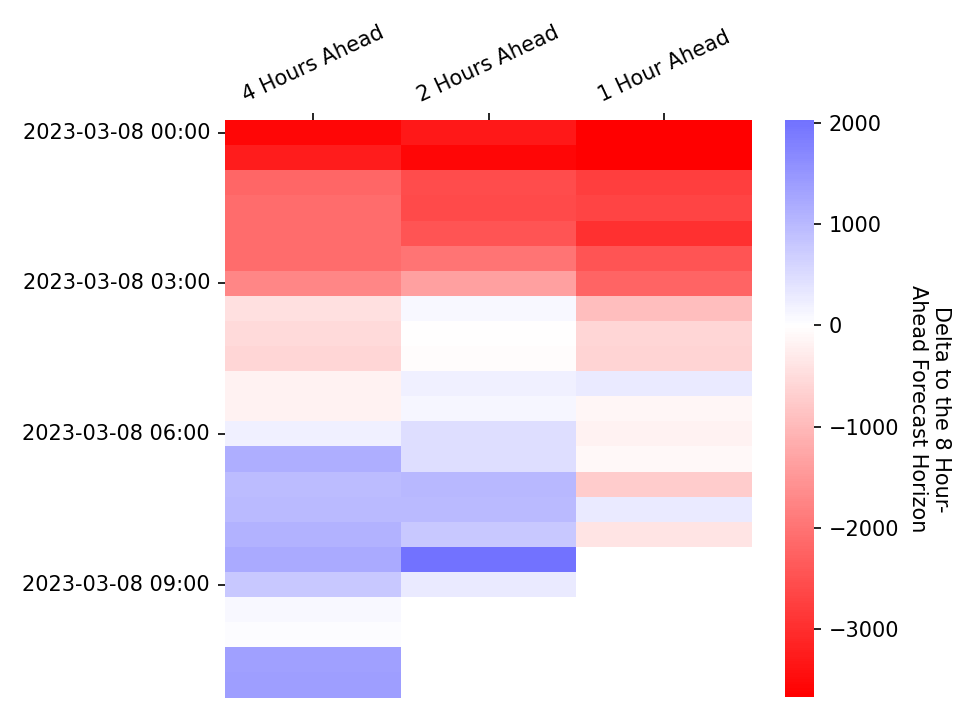 4 Hours Ahead
2 Hours Ahead
1 Hour Ahead
2023-03-08 00:00
2023-03-08 03:00
2023-03-08 06:00
2023-03-08 09:00
2000
1000
0
−1000
−2000
−3000
Delta to the 8 Hour-
Ahead Forecast Horizon